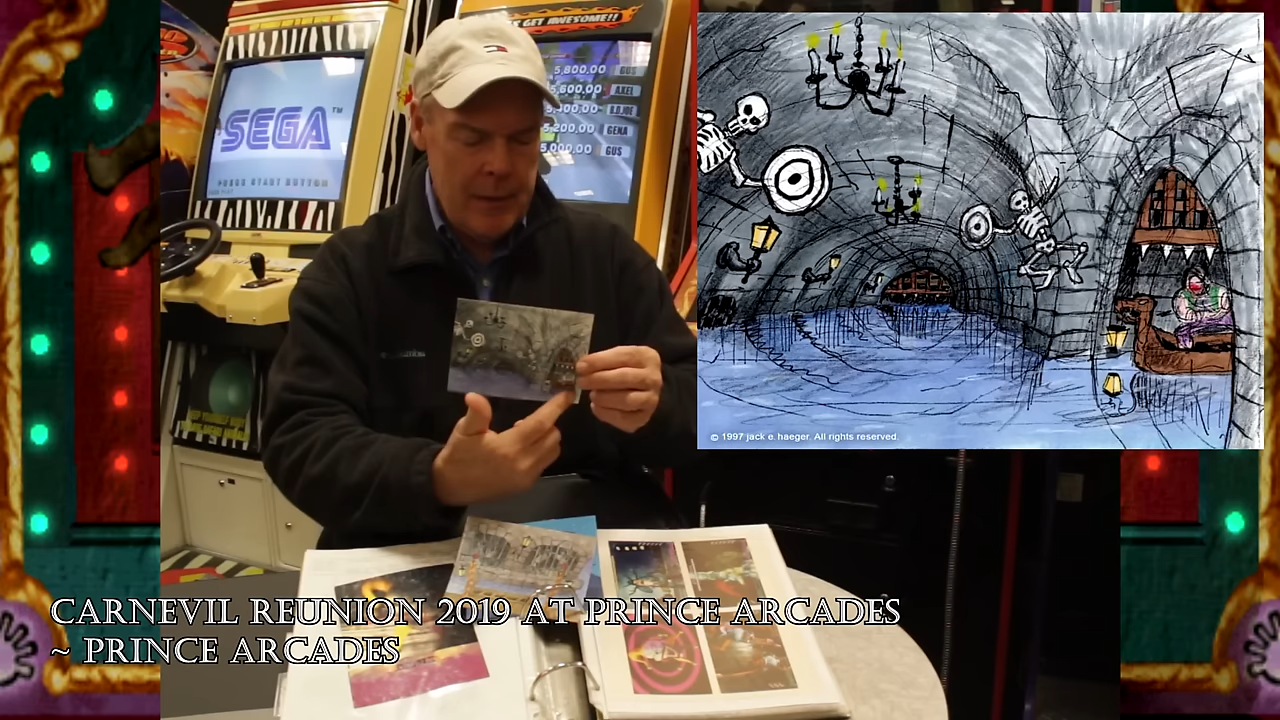 GET AWESOME!!
SEGA™
PRESS START BUTTON
5,800.00 GUS
5,600.00 AXEL
5,200.00 GENA
5,000.00 GUS
© 1997 jack e. haeger. All rights reserved.
CARNEVIL REUNION 2019 AT PRINCE ARCADES
~ PRINCE ARCADES